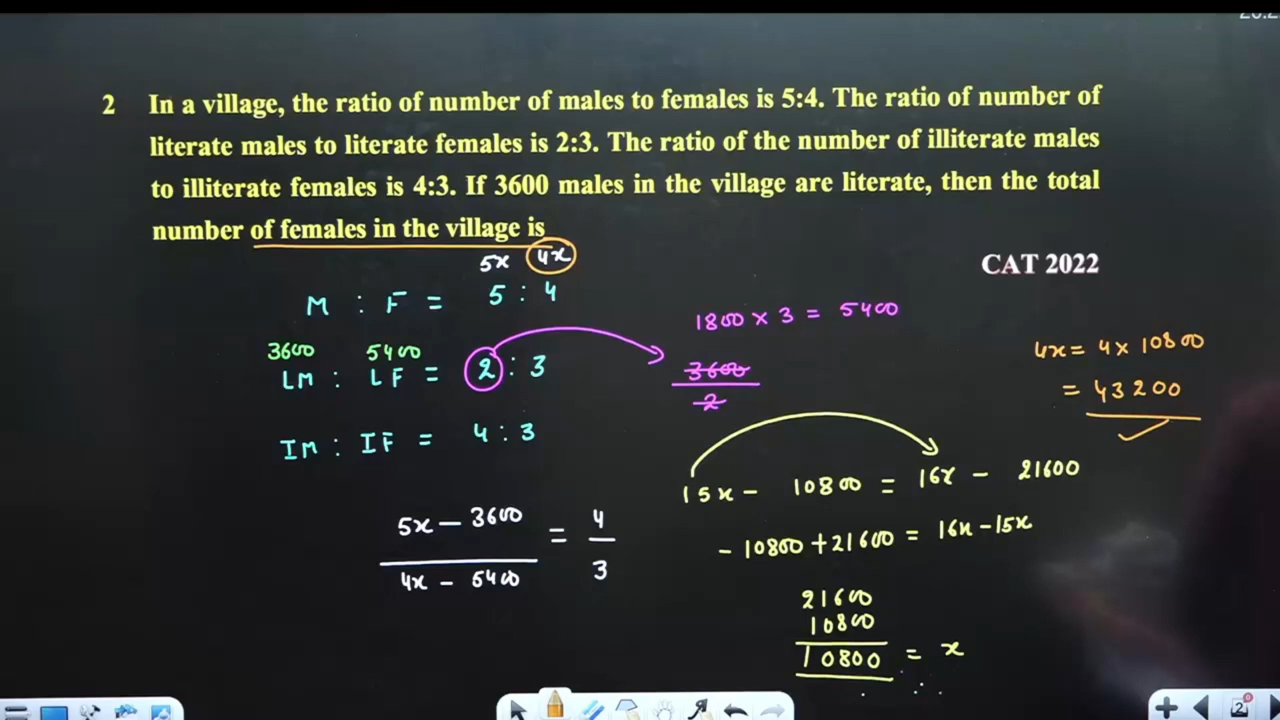 2 In a village, the ratio of number of males to females is 5:4. The ratio of number of
literate males to literate females is 2:3. The ratio of the number of illiterate males
to illiterate females is 4:3. If 3600 males in the village are literate, then the total
number of females in the village is
CAT 2022
5x 4x
M : F = 5 : 4
3600 5400
LM : LF = 2 : 3
IM : IF = 4 : 3
1800 × 3 = 5400
3600
2
4x = 4 × 10800
= 43200
5x - 3600
4x - 5400
= 4
3
15x - 10800 = 16x - 21600
- 10800 + 21600 = 16x - 15x
21600
10800
10800 = x
2